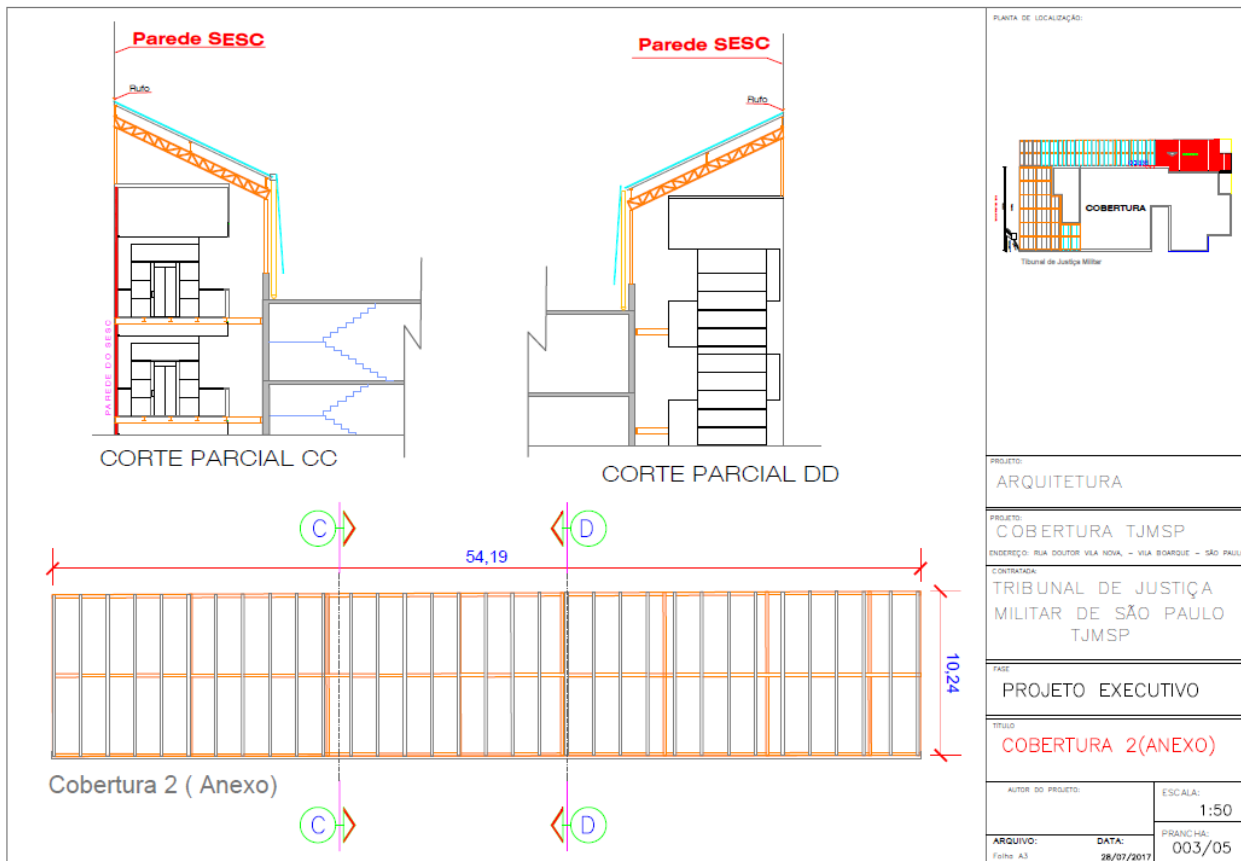 Parede SESC
Rufo
PAREDE DO SESC
CORTE PARCIAL CC
Parede SESC
Rufo
CORTE PARCIAL DD
C
D
54,19
10,24
Cobertura 2 ( Anexo)
C
D
PLANTA DE LOCALIZAÇÃO:
COBERTURA
Tibunal de Justiça Militar
PROJETO:
ARQUITETURA
PROJETO:
COBERTURA TJMSP
ENDEREÇO: RUA DOUTOR VILA NOVA, - VILA BOARQUE - SÃO PAUL
CONTRATADA:
TRIBUNAL DE JUSTIÇA
MILITAR DE SÃO PAULO
TJMSP
FASE
PROJETO EXECUTIVO
TITULO
COBERTURA 2(ANEXO)
AUTOR DO PROJETO:
ESCALA:
1:50
ARQUIVO:
Folha A3
DATA:
28/07/2017
PRANCHA:
003/05